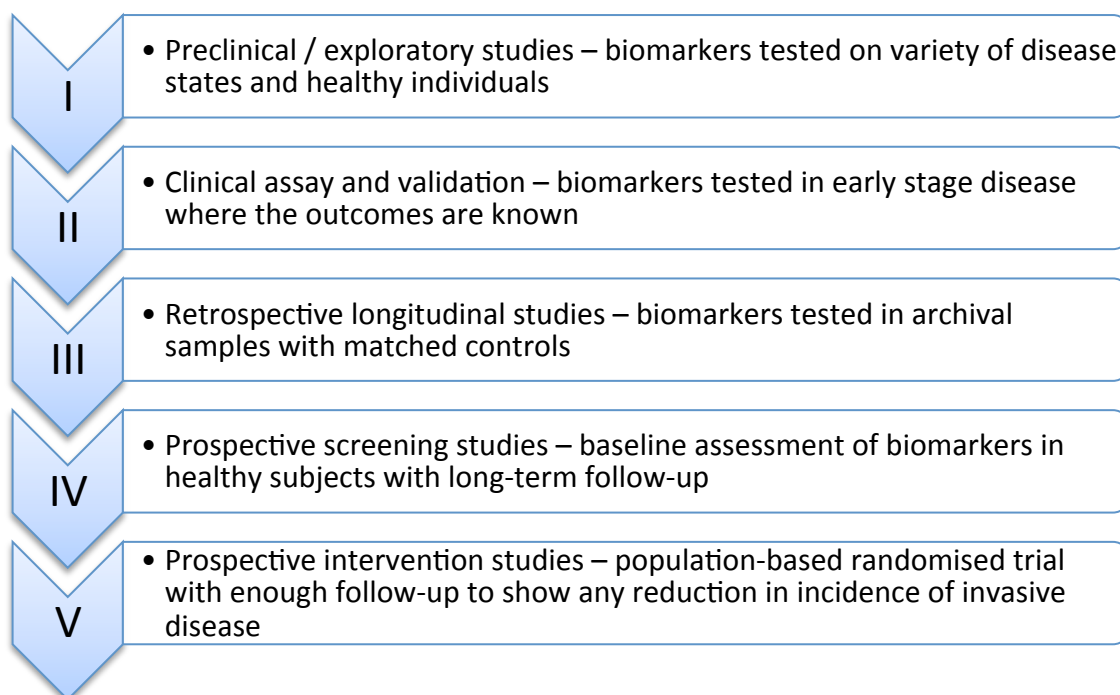 I
• Preclinical / exploratory studies – biomarkers tested on variety of disease
states and healthy individuals
II
• Clinical assay and validation – biomarkers tested in early stage disease
where the outcomes are known
III
• Retrospective longitudinal studies – biomarkers tested in archival
samples with matched controls
IV
• Prospective screening studies – baseline assessment of biomarkers in
healthy subjects with long-term follow-up
V
• Prospective intervention studies – population-based randomised trial
with enough follow-up to show any reduction in incidence of invasive
disease